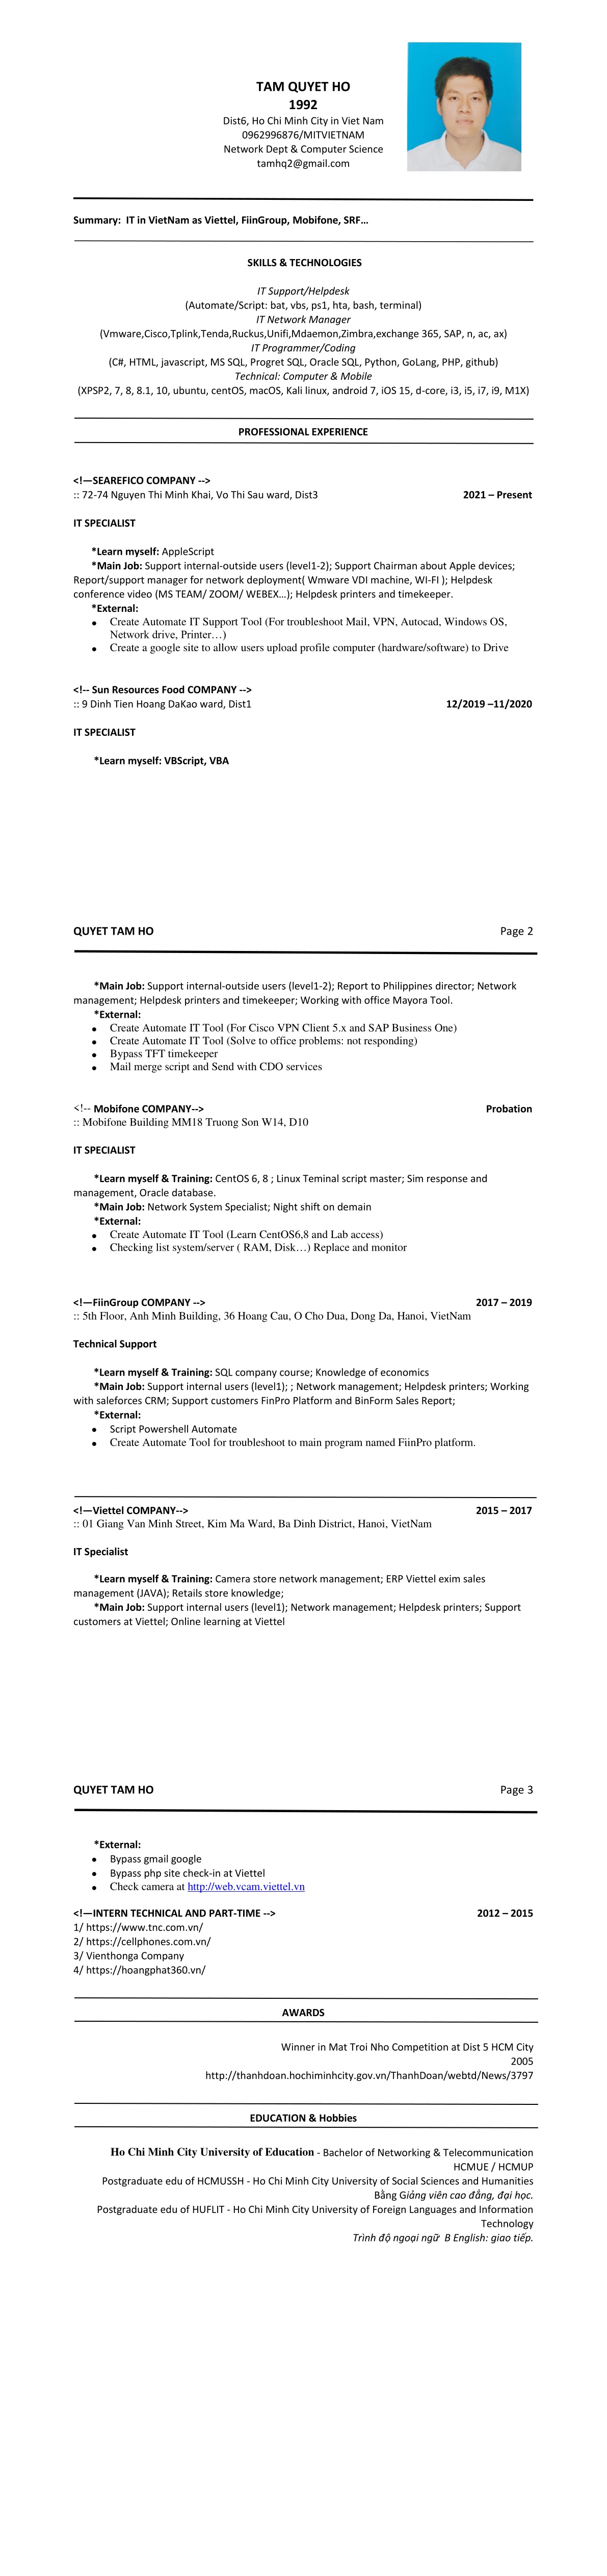 TAM QUYET HO
1992
Dist6, Ho Chi Minh City in Viet Nam
0962996876/MITVIETNAM
Network Dept & Computer Science
tamhq2@gmail.com
Summary:  IT in VietNam as Viettel, FiinGroup, Mobifone, SRF...
SKILLS & TECHNOLOGIES
IT Support/Helpdesk
(Automate/Script: bat, vbs, ps1, hta, bash, terminal)
IT Network Manager
(Vmware,Cisco,Tplink,Tenda,Ruckus,Unifi,Mdaemon,Zimbra,exchange 365, SAP, n, ac, ax)
IT Programmer/Coding
(C#, HTML, javascript, MS SQL, Progret SQL, Oracle SQL, Python, GoLang, PHP, github)
Technical: Computer & Mobile
(XPSP2, 7, 8, 8.1, 10, ubuntu, centOS, macOS, Kali linux, android 7, iOS 15, d-core, i3, i5, i7, i9, M1X)
PROFESSIONAL EXPERIENCE
<!—SEAREFICO COMPANY -->
:: 72-74 Nguyen Thi Minh Khai, Vo Thi Sau ward, Dist3 2021 – Present
IT SPECIALIST
*Learn myself: AppleScript
*Main Job: Support internal-outside users (level1-2); Support Chairman about Apple devices;
Report/support manager for network deployment( Wmware VDI machine, WI-FI ); Helpdesk
conference video (MS TEAM/ ZOOM/ WEBEX...); Helpdesk printers and timekeeper.
*External:
● Create Automate IT Support Tool (For troubleshoot Mail, VPN, Autocad, Windows OS,
Network drive, Printer…)
● Create a google site to allow users upload profile computer (hardware/software) to Drive
<!-- Sun Resources Food COMPANY -->
:: 9 Dinh Tien Hoang DaKao ward, Dist1 12/2019 –11/2020
IT SPECIALIST
*Learn myself: VBScript, VBA
QUYET TAM HO Page 2
*Main Job: Support internal-outside users (level1-2); Report to Philippines director; Network
management; Helpdesk printers and timekeeper; Working with office Mayora Tool.
*External:
● Create Automate IT Tool (For Cisco VPN Client 5.x and SAP Business One)
● Create Automate IT Tool (Solve to office problems: not responding)
● Bypass TFT timekeeper
● Mail merge script and Send with CDO services
<!-- Mobifone COMPANY--> Probation
:: Mobifone Building MM18 Truong Son W14, D10
IT SPECIALIST
*Learn myself & Training: CentOS 6, 8 ; Linux Teminal script master; Sim response and
management, Oracle database.
*Main Job: Network System Specialist; Night shift on demain
*External:
● Create Automate IT Tool (Learn CentOS6,8 and Lab access)
● Checking list system/server ( RAM, Disk…) Replace and monitor
<!—FiinGroup COMPANY --> 2017 – 2019
:: 5th Floor, Anh Minh Building, 36 Hoang Cau, O Cho Dua, Dong Da, Hanoi, VietNam
Technical Support
*Learn myself & Training: SQL company course; Knowledge of economics
*Main Job: Support internal users (level1); ; Network management; Helpdesk printers; Working
with saleforces CRM; Support customers FinPro Platform and BinForm Sales Report;
*External:
● Script Powershell Automate
● Create Automate Tool for troubleshoot to main program named FiinPro platform.
<!—Viettel COMPANY--> 2015 – 2017
:: 01 Giang Van Minh Street, Kim Ma Ward, Ba Dinh District, Hanoi, VietNam
IT Specialist
*Learn myself & Training: Camera store network management; ERP Viettel exim sales
management (JAVA); Retails store knowledge;
*Main Job: Support internal users (level1); Network management; Helpdesk printers; Support
customers at Viettel; Online learning at Viettel
QUYET TAM HO Page 3
*External:
● Bypass gmail google
● Bypass php site check-in at Viettel
● Check camera at http://web.vcam.viettel.vn
<!—INTERN TECHNICAL AND PART-TIME --> 2012 – 2015
1/ https://www.tnc.com.vn/
2/ https://cellphones.com.vn/
3/ Vienthonga Company
4/ https://hoangphat360.vn/
AWARDS
Winner in Mat Troi Nho Competition at Dist 5 HCM City
2005
http://thanhdoan.hochiminhcity.gov.vn/ThanhDoan/webtd/News/3797
EDUCATION & Hobbies
Ho Chi Minh City University of Education - Bachelor of Networking & Telecommunication
HCMUE / HCMUP
Postgraduate edu of HCMUSSH - Ho Chi Minh City University of Social Sciences and Humanities
Bằng Giảng viên cao đẳng, đại học.
Postgraduate edu of HUFLIT - Ho Chi Minh City University of Foreign Languages and Information
Technology
Trình độ ngoại ngữ  B English: giao tiếp.